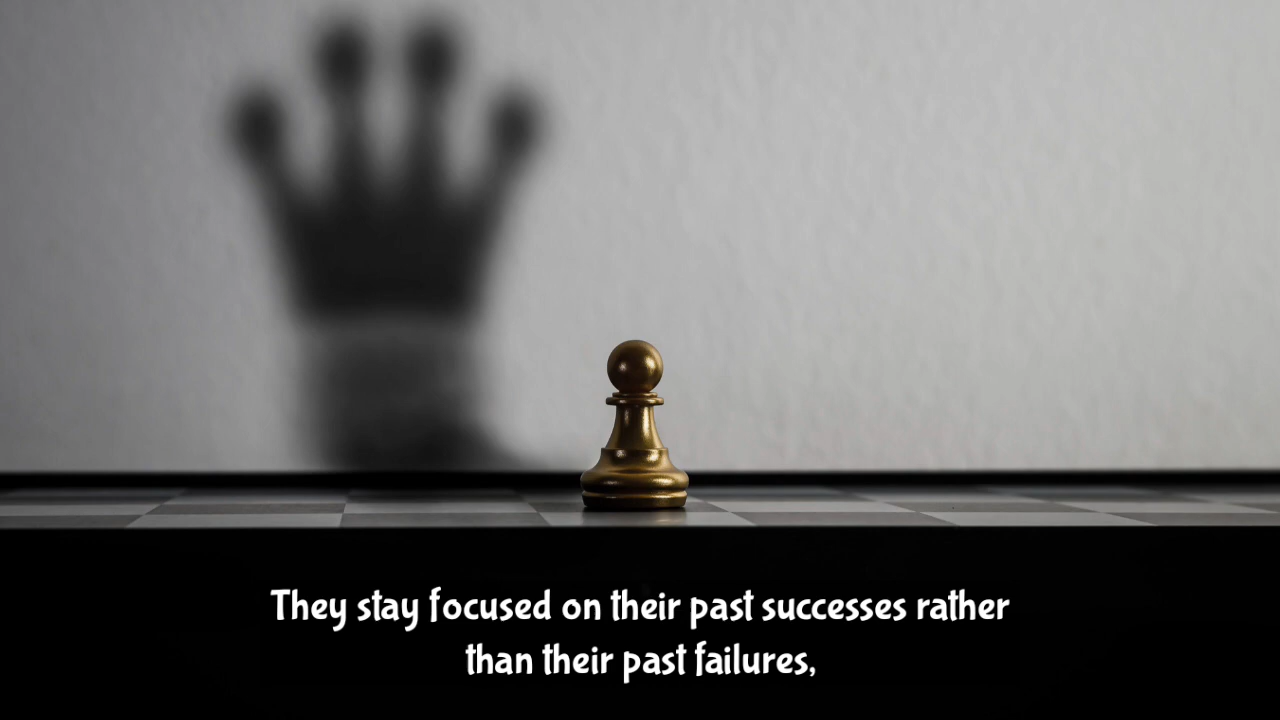 They stay focused on their past successes rather
than their past failures,